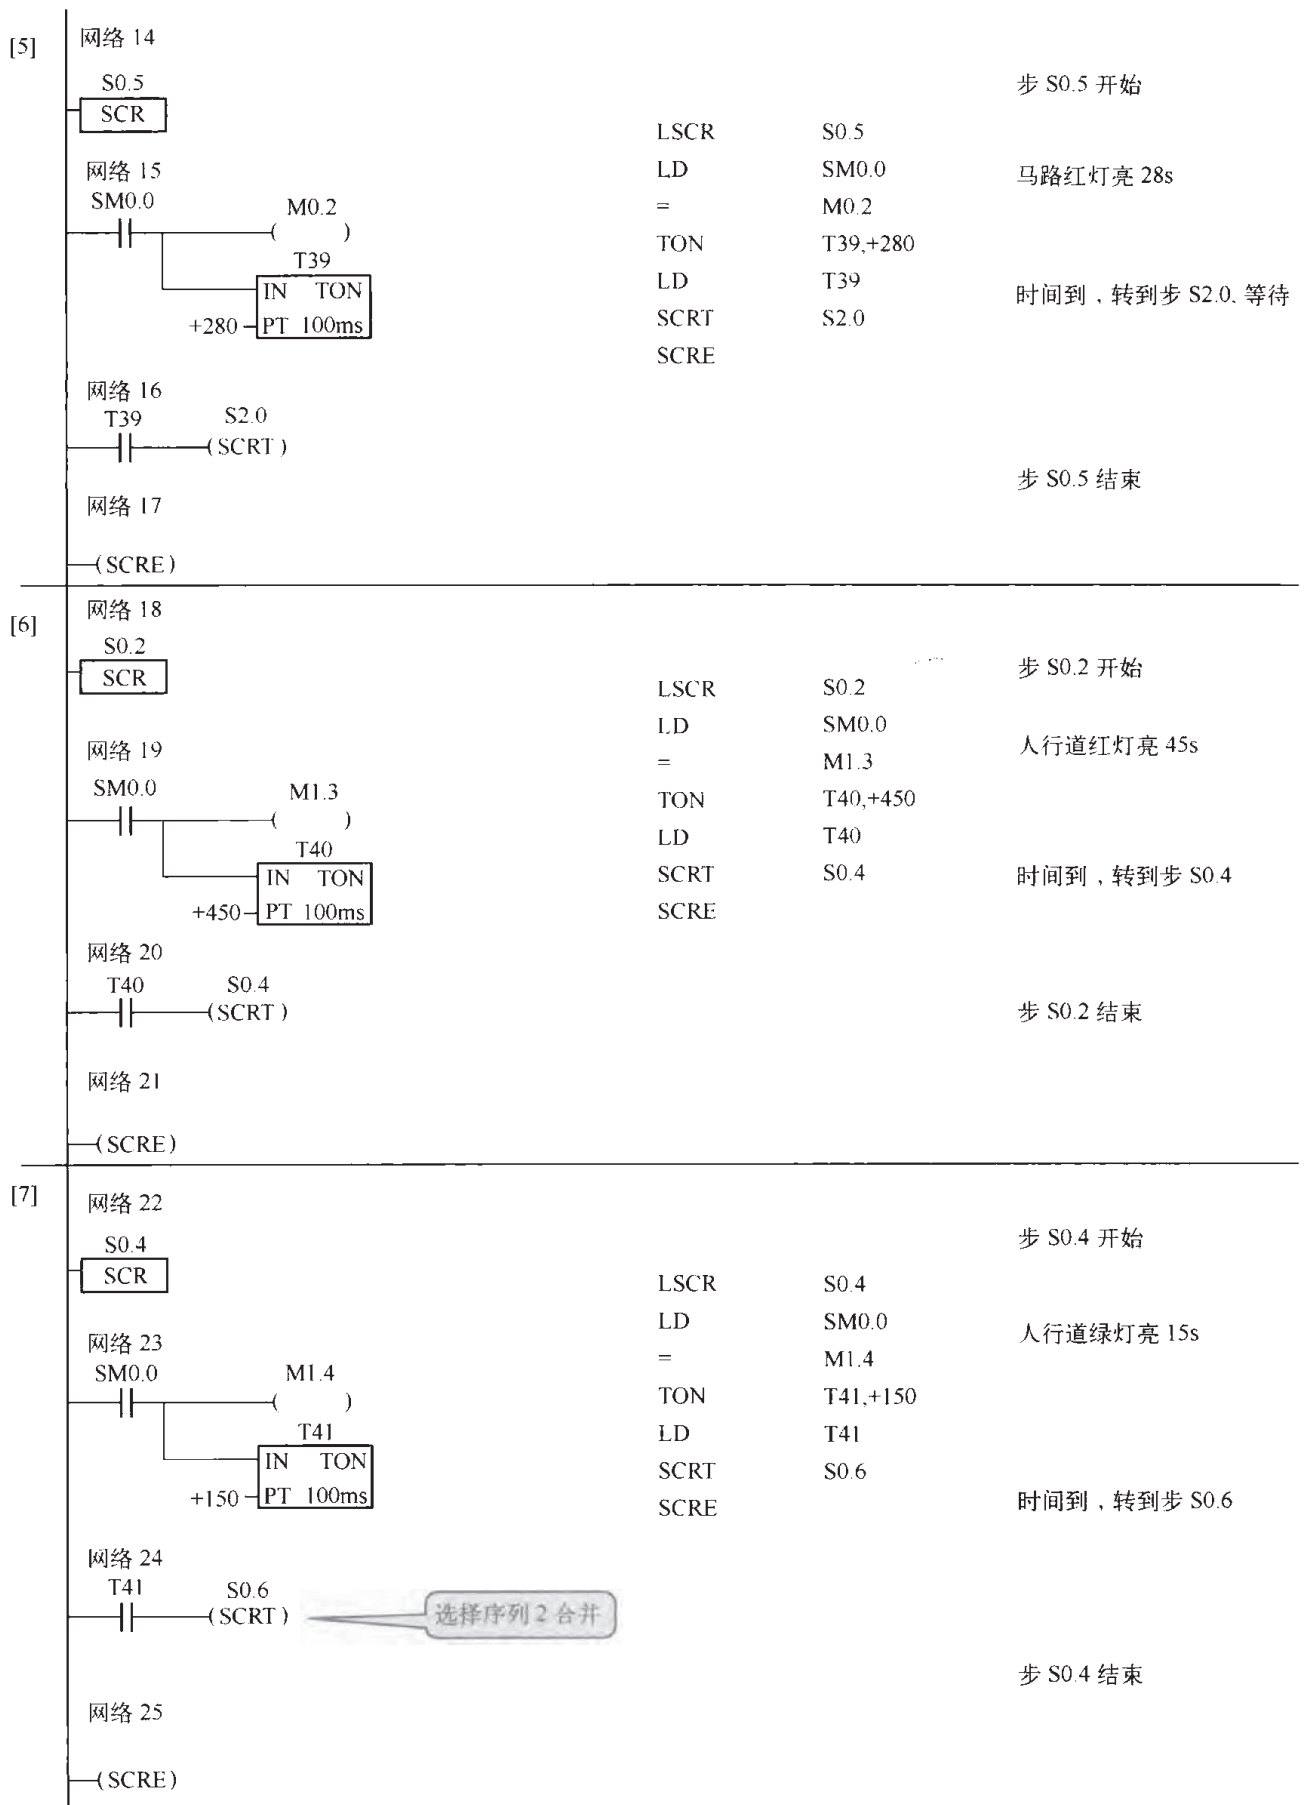 [5]
网络 14
S0.5
SCR
网络 15
SM0.0
M0.2
( )
T39
IN TON
+280 PT 100ms
网络 16
T39 S2.0
(SCRT)
网络 17
(SCRE)
LSCR S0.5
LD SM0.0
= M0.2
TON T39,+280
LD T39
SCRT S2.0
SCRE
步 S0.5 开始
马路红灯亮 28s
时间到，转到步 S2.0, 等待
步 S0.5 结束
[6]
网络 18
S0.2
SCR
网络 19
SM0.0
M1.3
( )
T40
IN TON
+450 PT 100ms
网络 20
T40 S0.4
(SCRT)
网络 21
(SCRE)
LSCR S0.2
LD SM0.0
= M1.3
TON T40,+450
LD T40
SCRT S0.4
SCRE
步 S0.2 开始
人行道红灯亮 45s
时间到，转到步 S0.4
步 S0.2 结束
[7]
网络 22
S0.4
SCR
网络 23
SM0.0
M1.4
( )
T41
IN TON
+150 PT 100ms
网络 24
T41 S0.6
(SCRT)
选择序列 2 合并
网络 25
(SCRE)
LSCR S0.4
LD SM0.0
= M1.4
TON T41,+150
LD T41
SCRT S0.6
SCRE
步 S0.4 开始
人行道绿灯亮 15s
时间到，转到步 S0.6
步 S0.4 结束